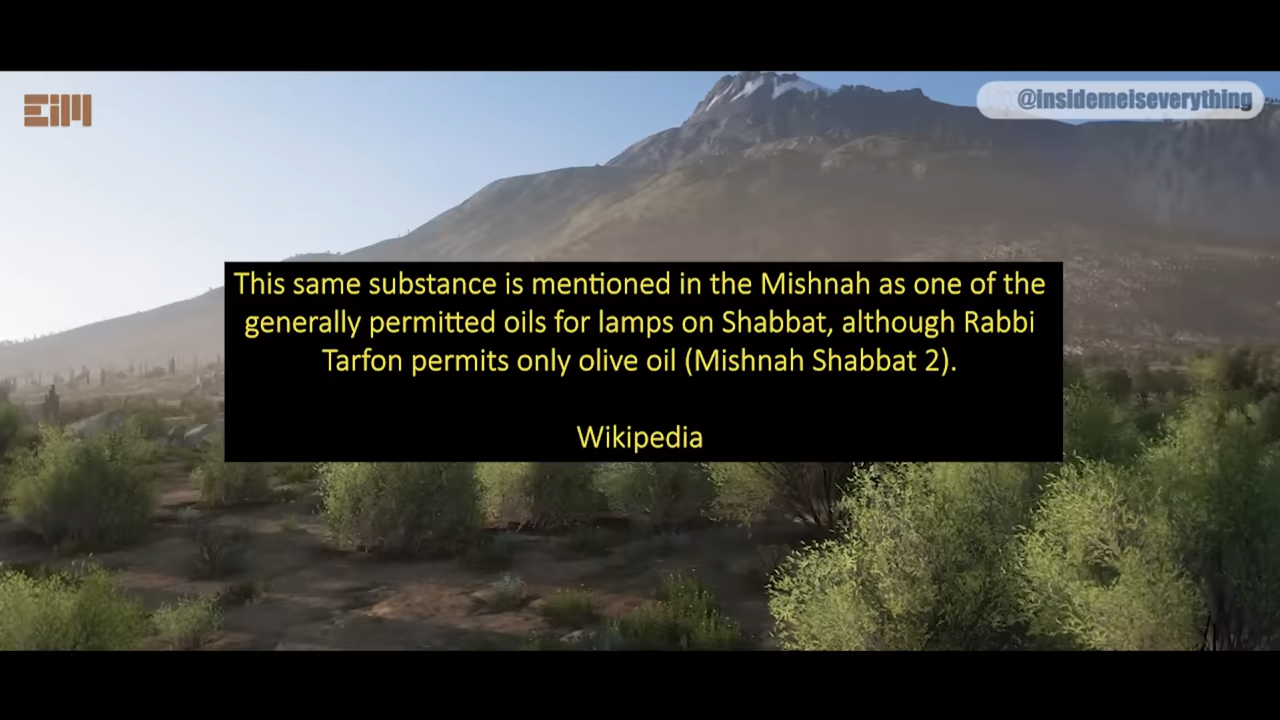 EiM
@insidemeiseverything
This same substance is mentioned in the Mishnah as one of the
generally permitted oils for lamps on Shabbat, although Rabbi
Tarfon permits only olive oil (Mishnah Shabbat 2).
Wikipedia